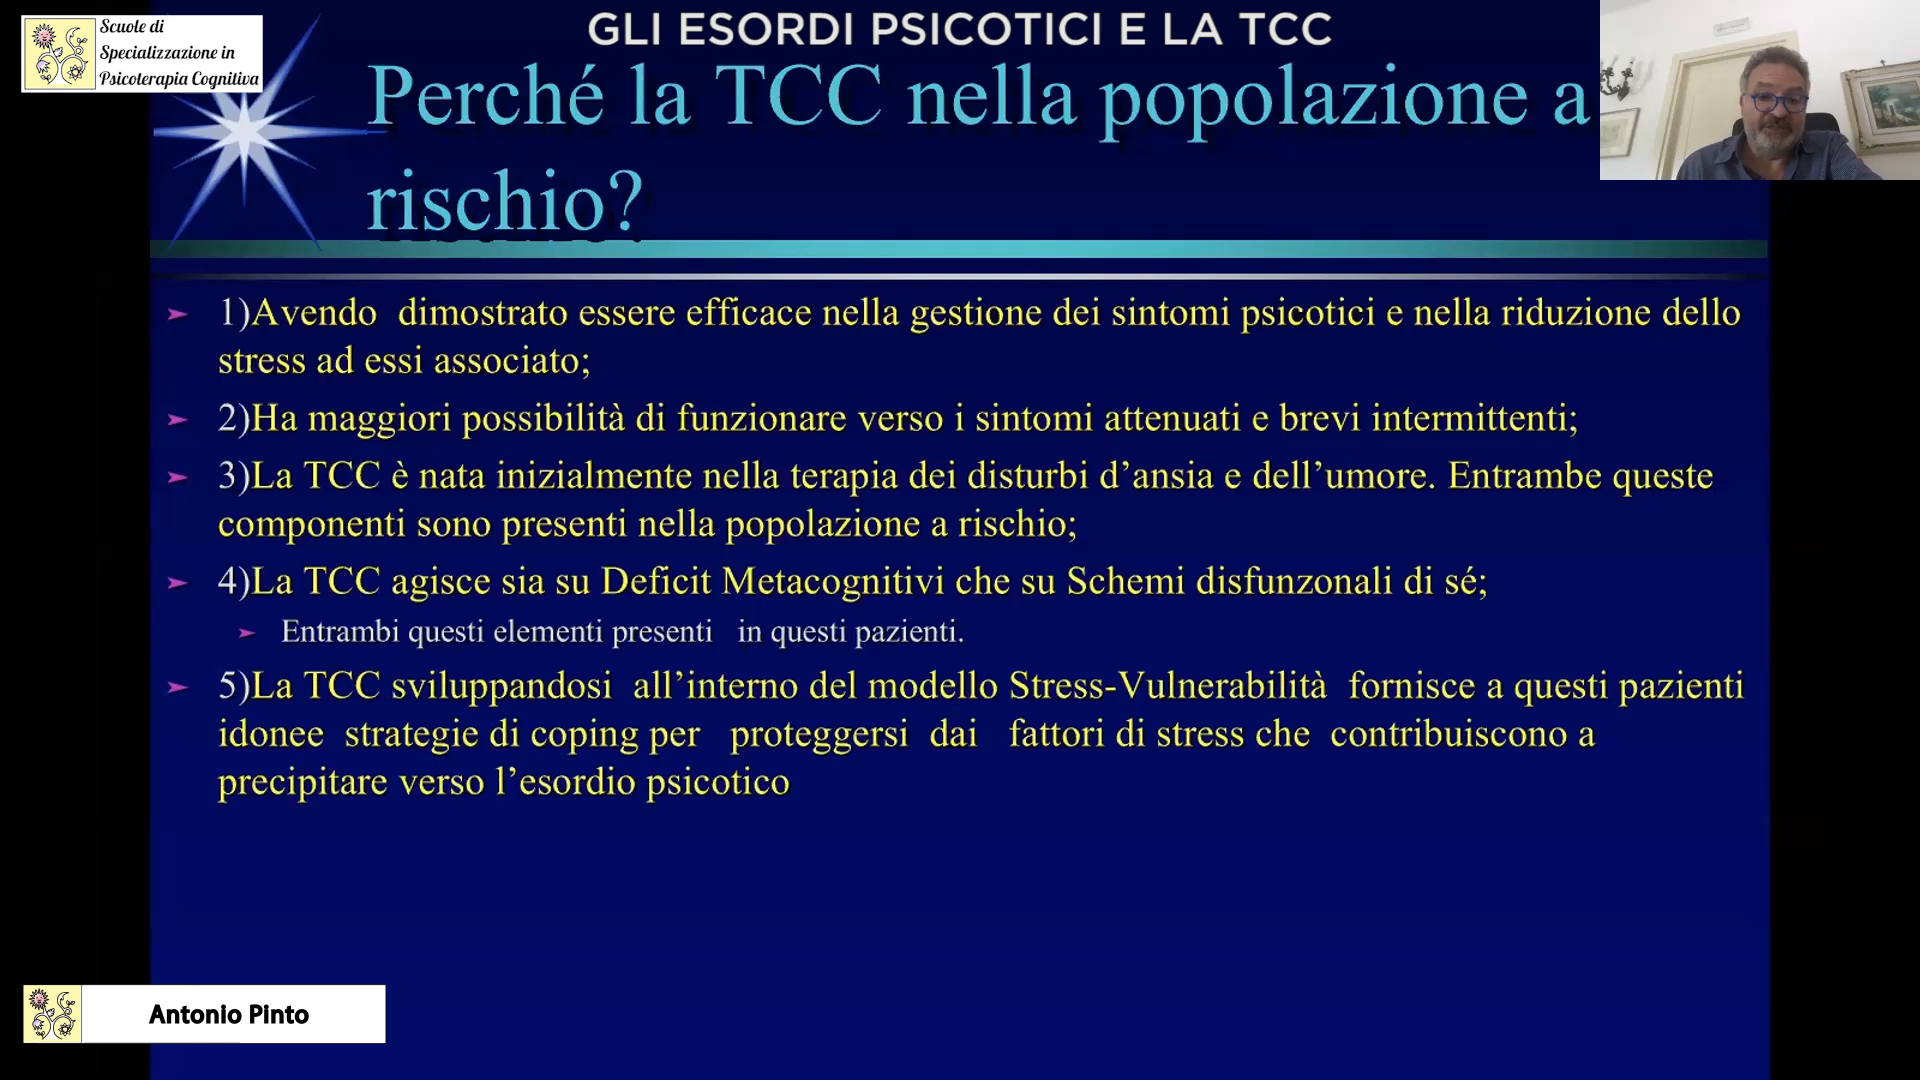 Scuole di
Specializzazione in
Psicoterapia Cognitiva
GLI ESORDI PSICOTICI E LA TCC
Perché la TCC nella popolazione a
rischio?
1)Avendo dimostrato essere efficace nella gestione dei sintomi psicotici e nella riduzione dello
stress ad essi associato;
2)Ha maggiori possibilità di funzionare verso i sintomi attenuati e brevi intermittenti;
3)La TCC è nata inizialmente nella terapia dei disturbi d’ansia e dell’umore. Entrambe queste
componenti sono presenti nella popolazione a rischio;
4)La TCC agisce sia su Deficit Metacognitivi che su Schemi disfunzonali di sé;
Entrambi questi elementi presenti in questi pazienti.
5)La TCC sviluppandosi all’interno del modello Stress-Vulnerabilità fornisce a questi pazienti
idonee strategie di coping per proteggersi dai fattori di stress che contribuiscono a
precipitare verso l’esordio psicotico
Antonio Pinto